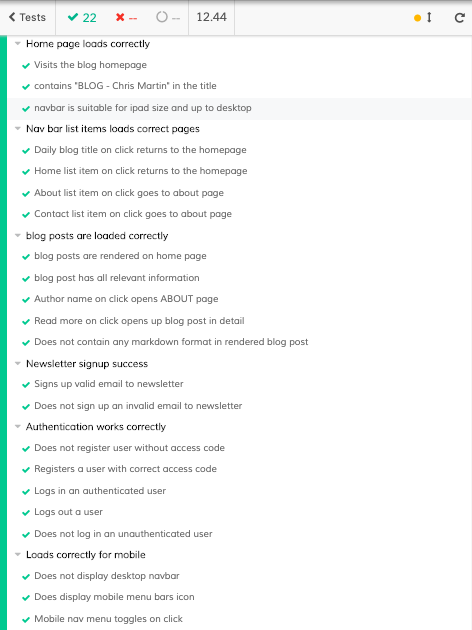 Tests 22 -- -- 12.44
Home page loads correctly
Visits the blog homepage
contains "BLOG - Chris Martin" in the title
navbar is suitable for ipad size and up to desktop
Nav bar list items loads correct pages
Daily blog title on click returns to the homepage
Home list item on click returns to the homepage
About list item on click goes to about page
Contact list item on click goes to about page
blog posts are loaded correctly
blog posts are rendered on home page
blog post has all relevant information
Author name on click opens ABOUT page
Read more on click opens up blog post in detail
Does not contain any markdown format in rendered blog post
Newsletter signup success
Signs up valid email to newsletter
Does not sign up an invalid email to newsletter
Authentication works correctly
Does not register user without access code
Registers a user with correct access code
Logs in an authenticated user
Logs out a user
Does not log in an unauthenticated user
Loads correctly for mobile
Does not display desktop navbar
Does display mobile menu bars icon
Mobile nav menu toggles on click